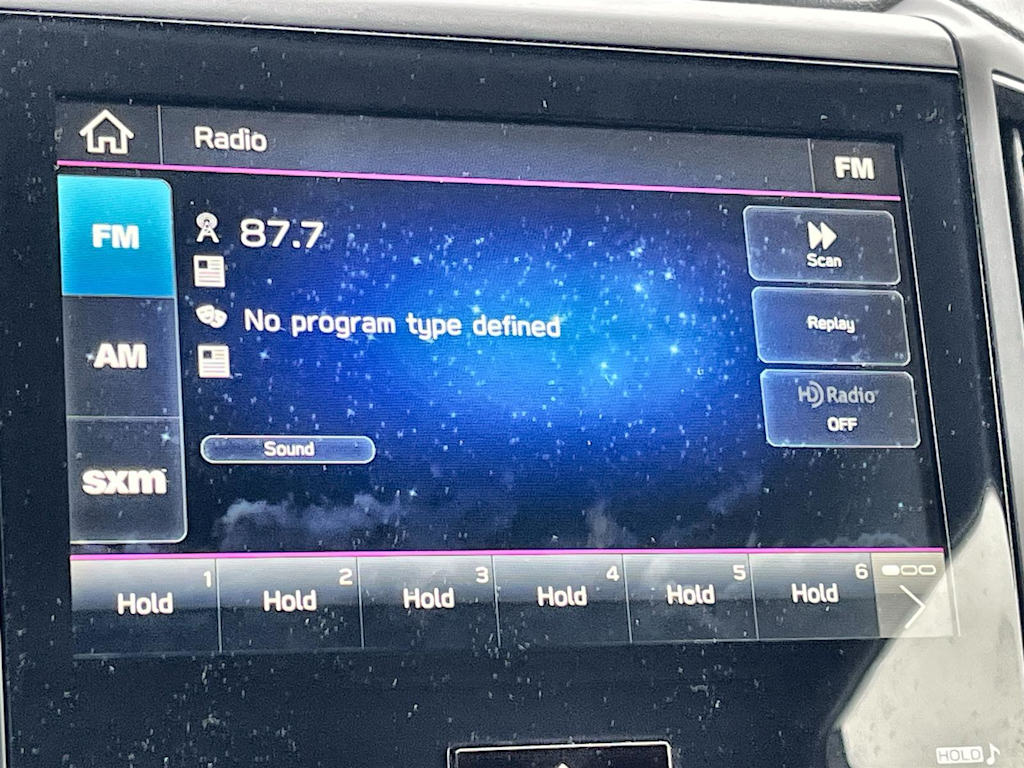 Radio
FM
FM
87.7
Scan
No program type defined
Replay
AM
HD Radio
OFF
Sound
sxm
1
Hold
2
Hold
3
Hold
4
Hold
5
Hold
6
Hold
HOLD